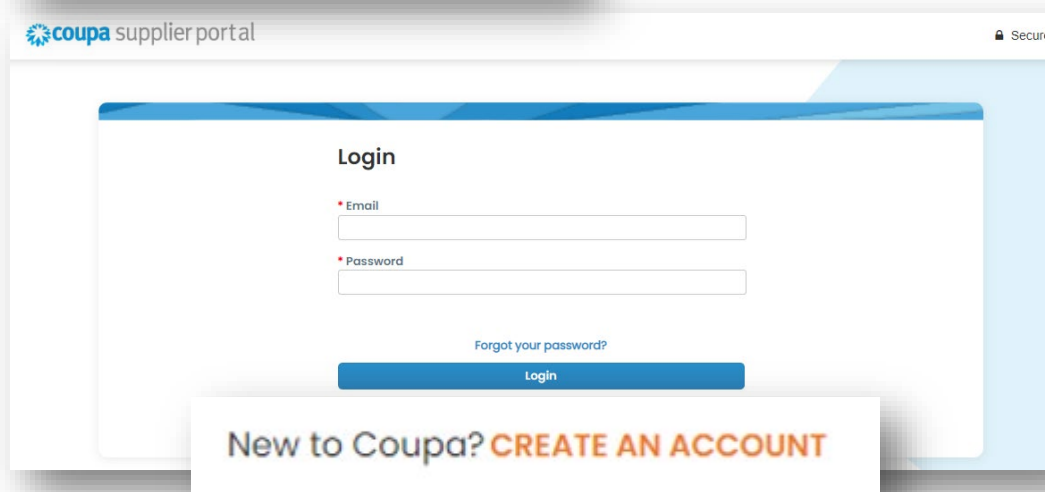 coupa supplier portal
Secure
Login
* Email
* Password
Forgot your password?
Login
New to Coupa? CREATE AN ACCOUNT